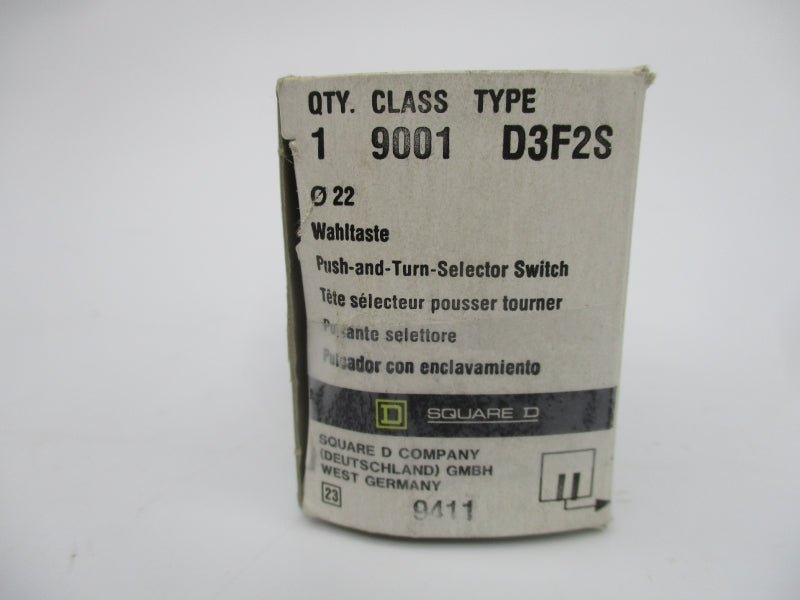 QTY. CLASS TYPE
1 9001 D3F2S
Ø 22
Wahltaste
Push-and-Turn-Selector Switch
Tête sélecteur pousser tourner
Pulsante selettore
Pulsador con enclavamiento
D SQUARE D
SQUARE D COMPANY
(DEUTSCHLAND) GMBH
WEST GERMANY
23
9411